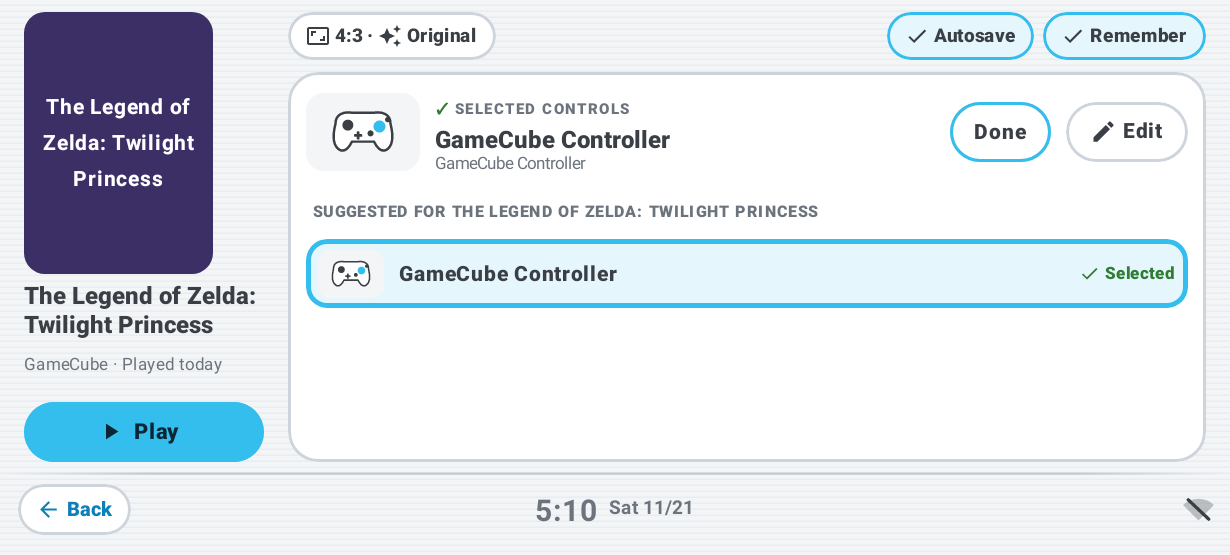 The Legend of
Zelda: Twilight
Princess
The Legend of Zelda:
Twilight Princess
GameCube · Played today
Play
4:3 · Original
Autosave
Remember
✓ SELECTED CONTROLS
GameCube Controller
GameCube Controller
Done
Edit
SUGGESTED FOR THE LEGEND OF ZELDA: TWILIGHT PRINCESS
GameCube Controller
Selected
Back
5:10 Sat 11/21